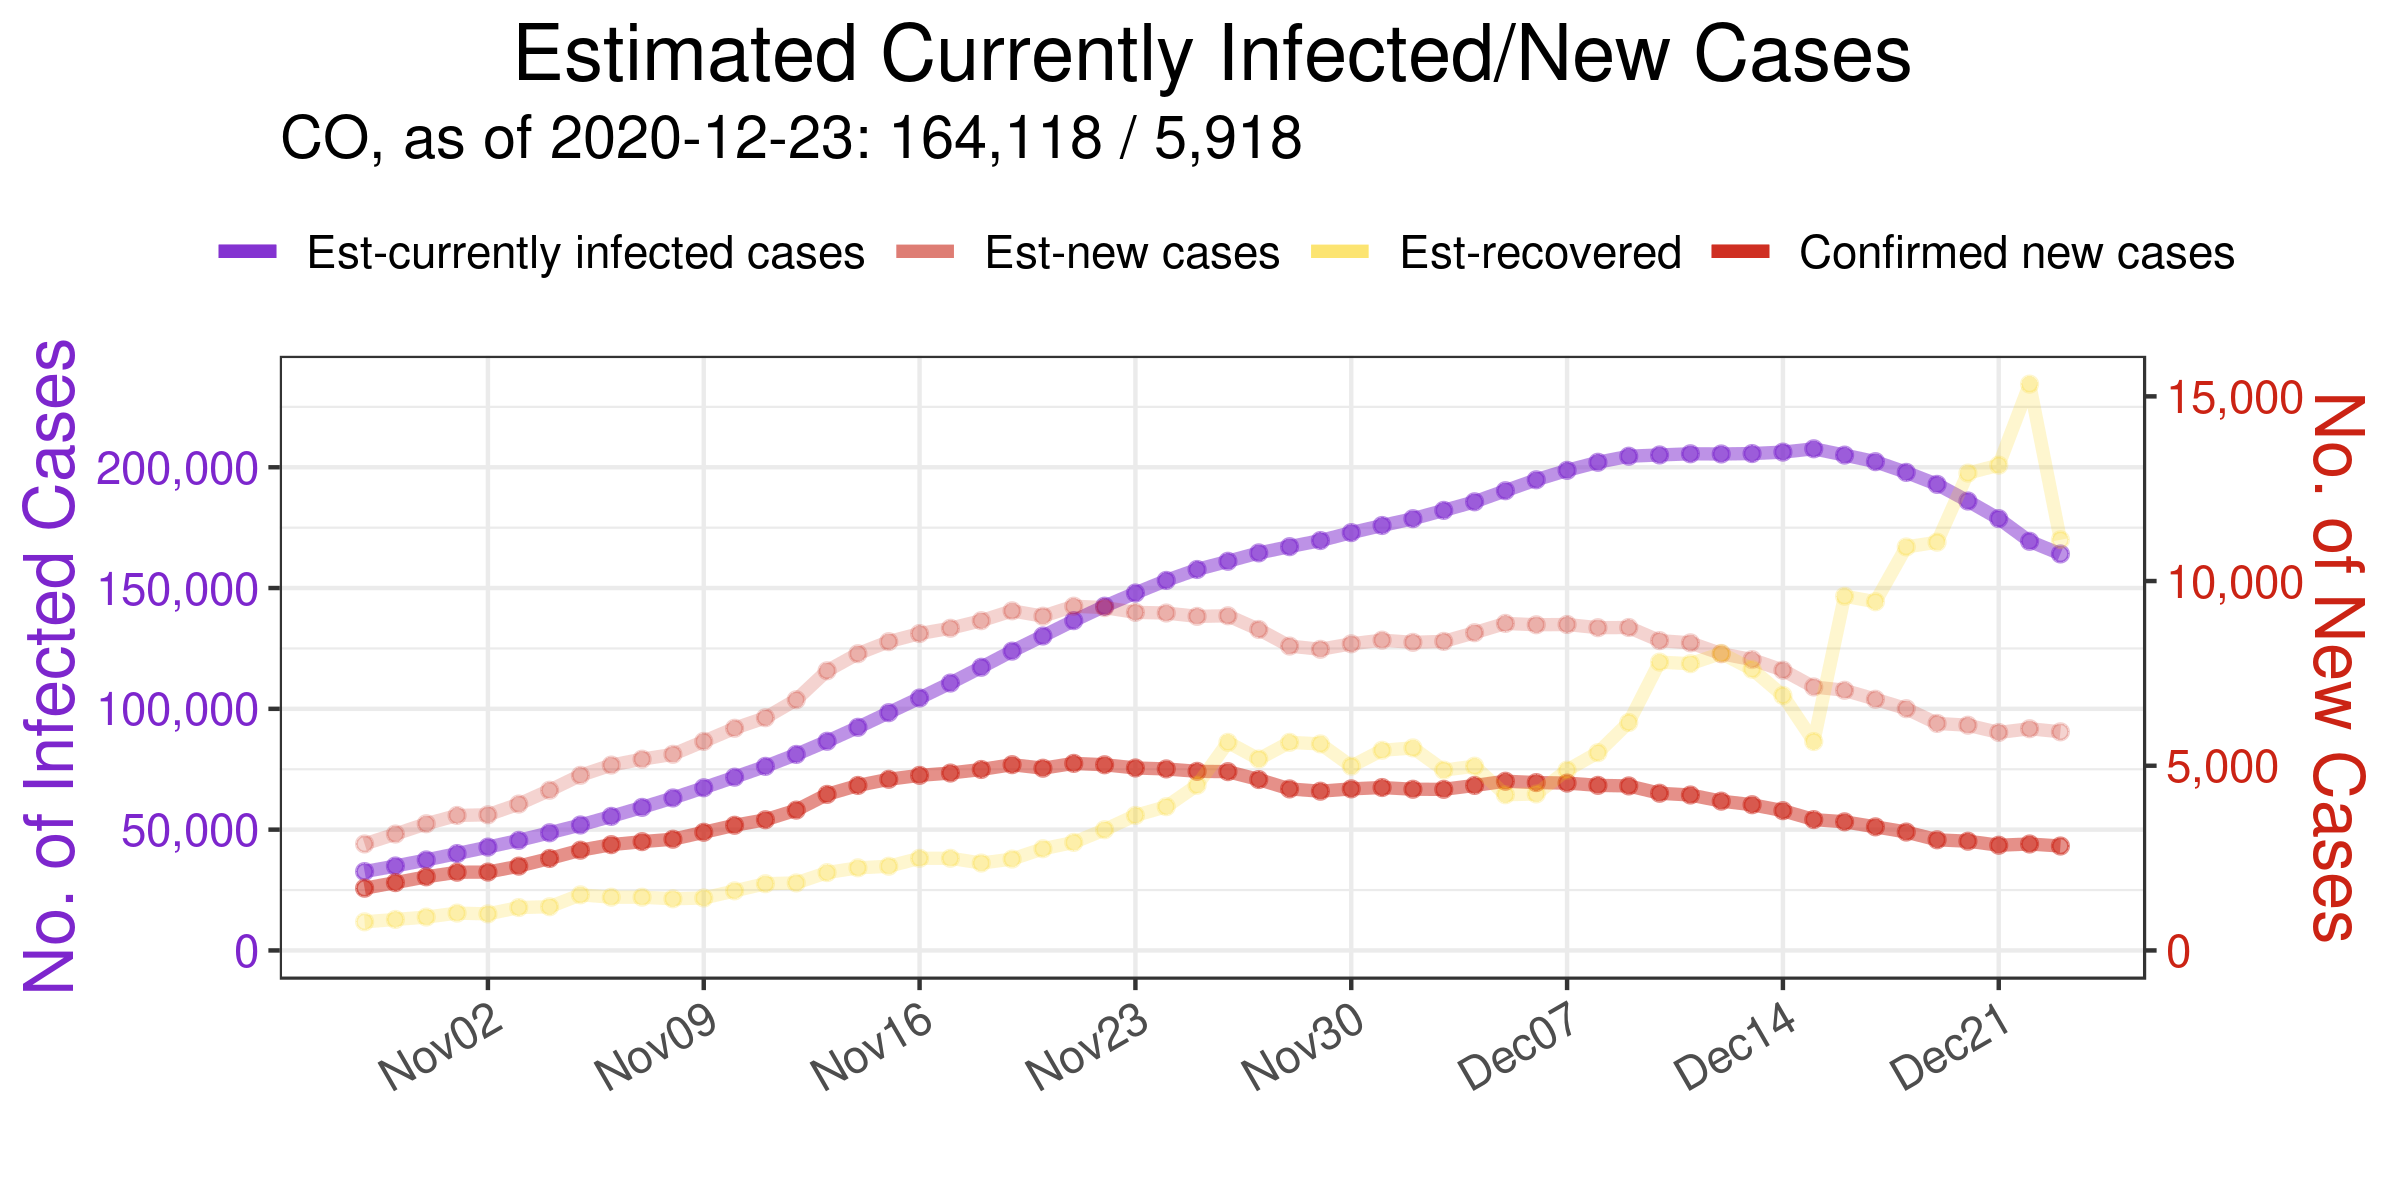 Estimated Currently Infected/New Cases
CO, as of 2020-12-23: 164,118 / 5,918
Est-currently infected cases Est-new cases Est-recovered Confirmed new cases
No. of Infected Cases
200,000
150,000
100,000
50,000
0
15,000
10,000
5,000
0
No. of New Cases
Nov02 Nov09 Nov16 Nov23 Nov30 Dec07 Dec14 Dec21